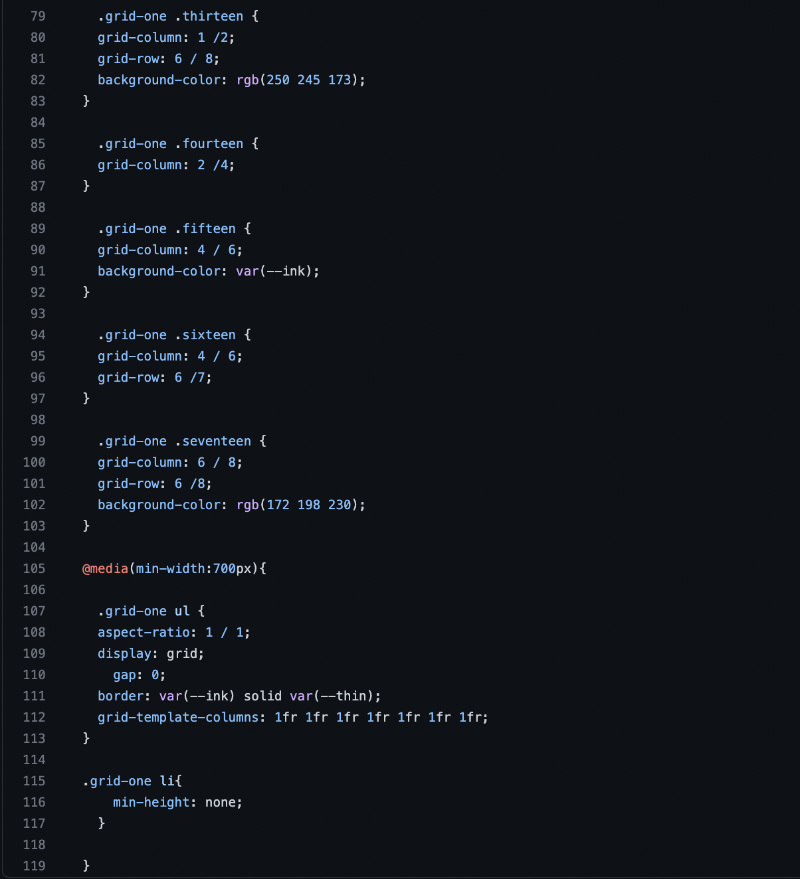 79 .grid-one .thirteen {
80 grid-column: 1 /2;
81 grid-row: 6 / 8;
82 background-color: rgb(250 245 173);
83 }
84
85 .grid-one .fourteen {
86 grid-column: 2 /4;
87 }
88
89 .grid-one .fifteen {
90 grid-column: 4 / 6;
91 background-color: var(--ink);
92 }
93
94 .grid-one .sixteen {
95 grid-column: 4 / 6;
96 grid-row: 6 /7;
97 }
98
99 .grid-one .seventeen {
100 grid-column: 6 / 8;
101 grid-row: 6 /8;
102 background-color: rgb(172 198 230);
103 }
104
105 @media(min-width:700px){
106
107 .grid-one ul {
108 aspect-ratio: 1 / 1;
109 display: grid;
110 gap: 0;
111 border: var(--ink) solid var(--thin);
112 grid-template-columns: 1fr 1fr 1fr 1fr 1fr 1fr 1fr;
113 }
114
115 .grid-one li{
116 min-height: none;
117 }
118
119 }